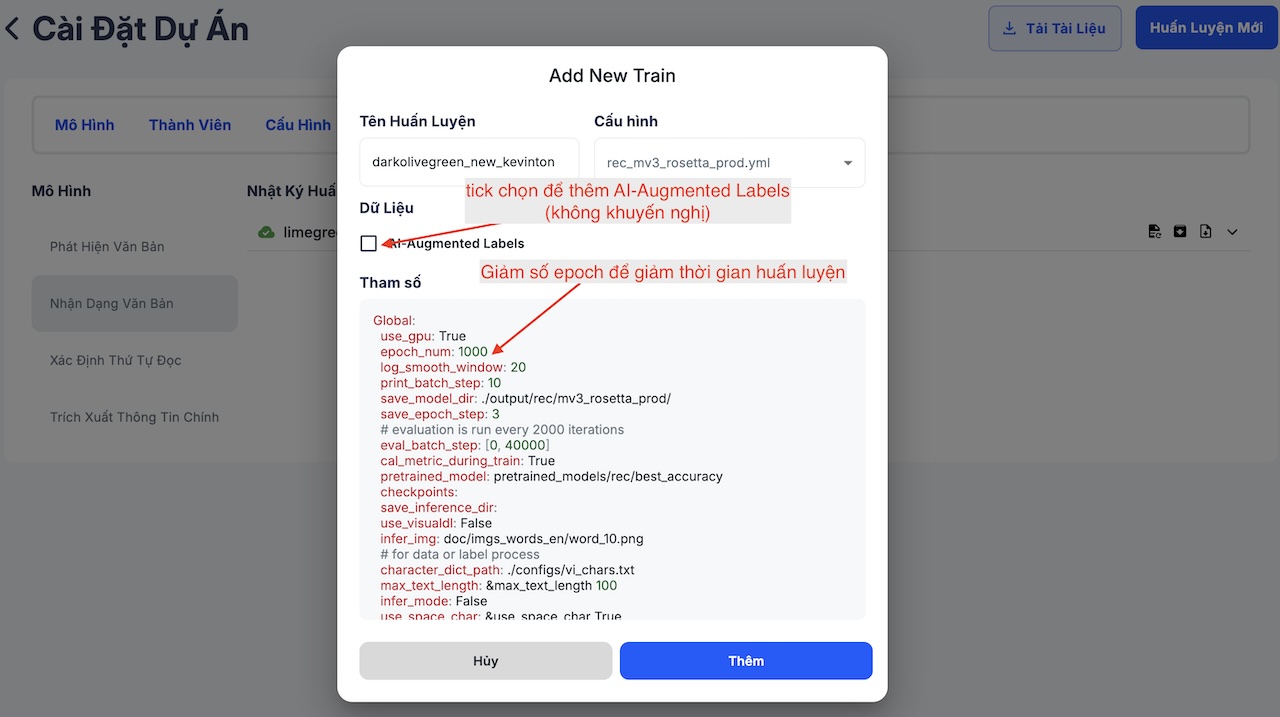 Cài Đặt Dự Án
Tải Tài Liệu
Huấn Luyện Mới
Mô Hình
Thành Viên
Cấu Hình
Mô Hình
Phát Hiện Văn Bản
Nhận Dạng Văn Bản
Xác Định Thứ Tự Đọc
Trích Xuất Thông Tin Chính
Nhật Ký
Add New Train
Tên Huấn Luyện
Cấu hình
darkolivegreen_new_kevinton
rec_mv3_rosetta_prod.yml
tick chọn để thêm AI-Augmented Labels
(không khuyến nghị)
Dữ Liệu
AI-Augmented Labels
Giảm số epoch để giảm thời gian huấn luyện
Tham số
Global:
use_gpu: True
epoch_num: 1000
log_smooth_window: 20
print_batch_step: 10
save_model_dir: ./output/rec/mv3_rosetta_prod/
save_epoch_step: 3
# evaluation is run every 2000 iterations
eval_batch_step: [0, 40000]
cal_metric_during_train: True
pretrained_model: pretrained_models/rec/best_accuracy
checkpoints:
save_inference_dir:
use_visualdl: False
infer_img: doc/imgs_words_en/word_10.png
# for data or label process
character_dict_path: ./configs/vi_chars.txt
max_text_length: &max_text_length 100
infer_mode: False
use_space_char: &use_space_char True
Hủy
Thêm